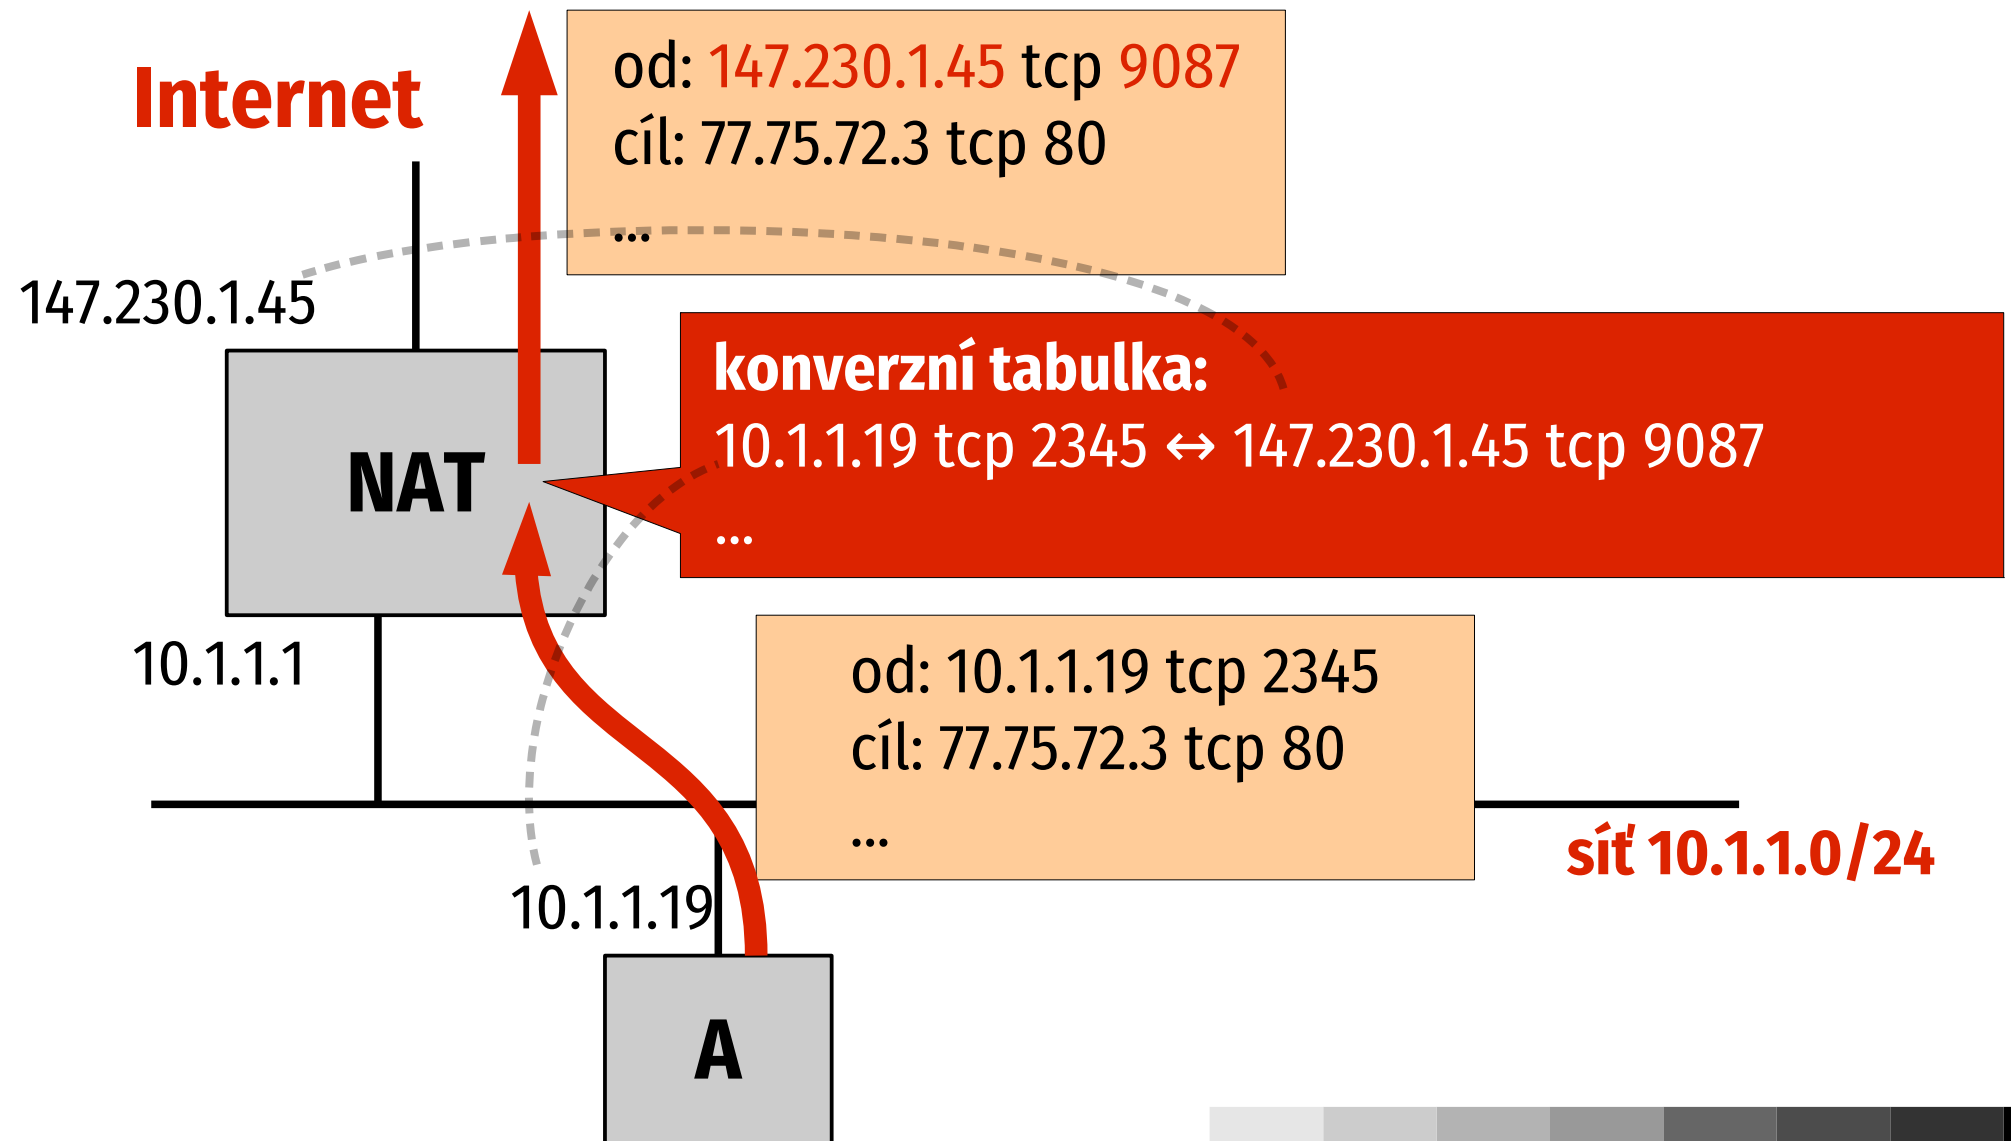 Internet
od: 147.230.1.45 tcp 9087
cíl: 77.75.72.3 tcp 80
...
147.230.1.45
konverzní tabulka:
10.1.1.19 tcp 2345 ↔ 147.230.1.45 tcp 9087
...
NAT
10.1.1.1
od: 10.1.1.19 tcp 2345
cíl: 77.75.72.3 tcp 80
...
síť 10.1.1.0/24
10.1.1.19
A